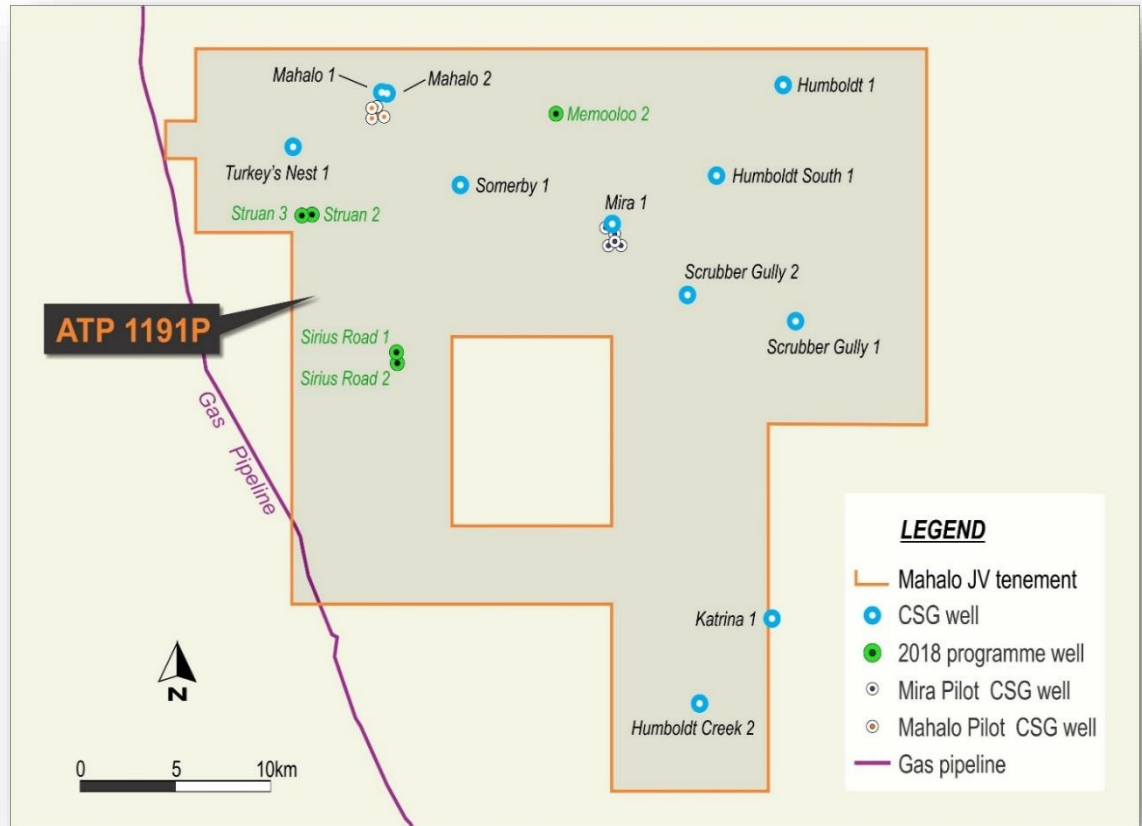 Mahalo 1
Mahalo 2
Humboldt 1
Memooloo 2
Turkey's Nest 1
Somerby 1
Humboldt South 1
Struan 3
Struan 2
Mira 1
Scrubber Gully 2
ATP 1191P
Scrubber Gully 1
Sirius Road 1
Sirius Road 2
Gas Pipeline
LEGEND
Mahalo JV tenement
CSG well
2018 programme well
Mira Pilot CSG well
Mahalo Pilot CSG well
Gas pipeline
Katrina 1
Humboldt Creek 2
N
0 5 10km